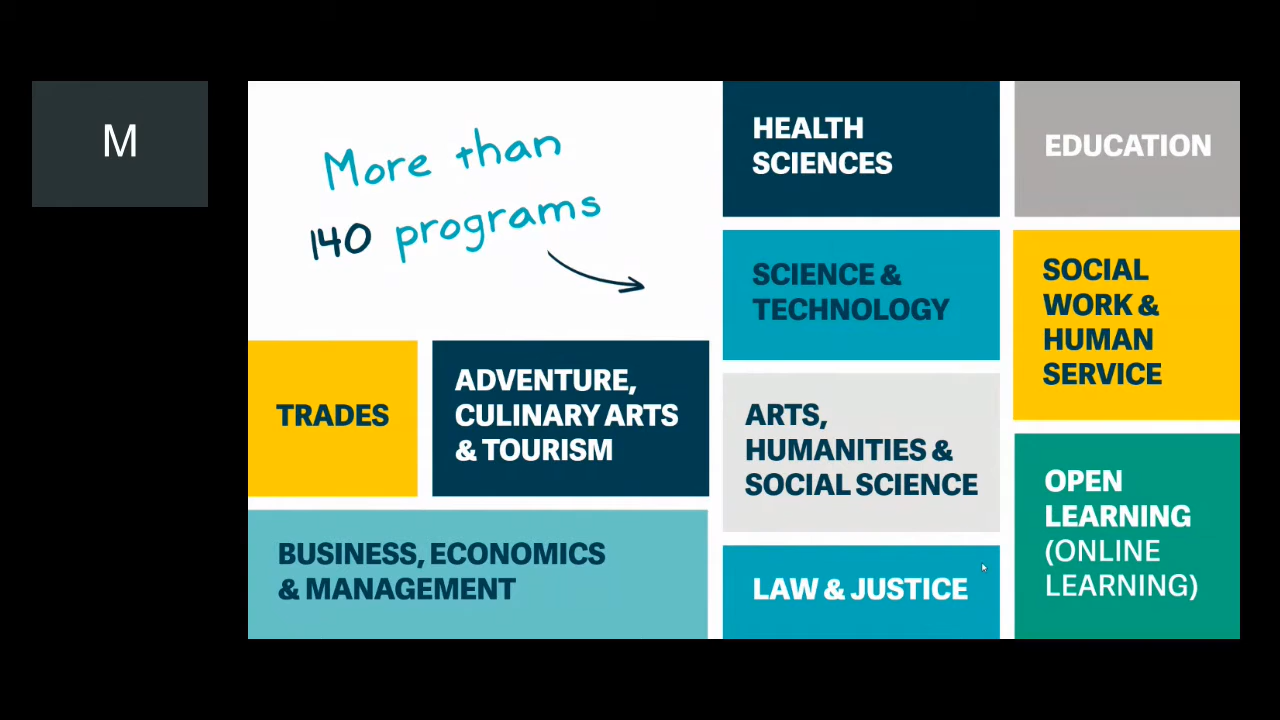 M
More than
140 programs
TRADES
ADVENTURE,
CULINARY ARTS
& TOURISM
BUSINESS, ECONOMICS
& MANAGEMENT
HEALTH
SCIENCES
SCIENCE &
TECHNOLOGY
ARTS,
HUMANITIES &
SOCIAL SCIENCE
LAW & JUSTICE
EDUCATION
SOCIAL
WORK &
HUMAN
SERVICE
OPEN
LEARNING
(ONLINE
LEARNING)